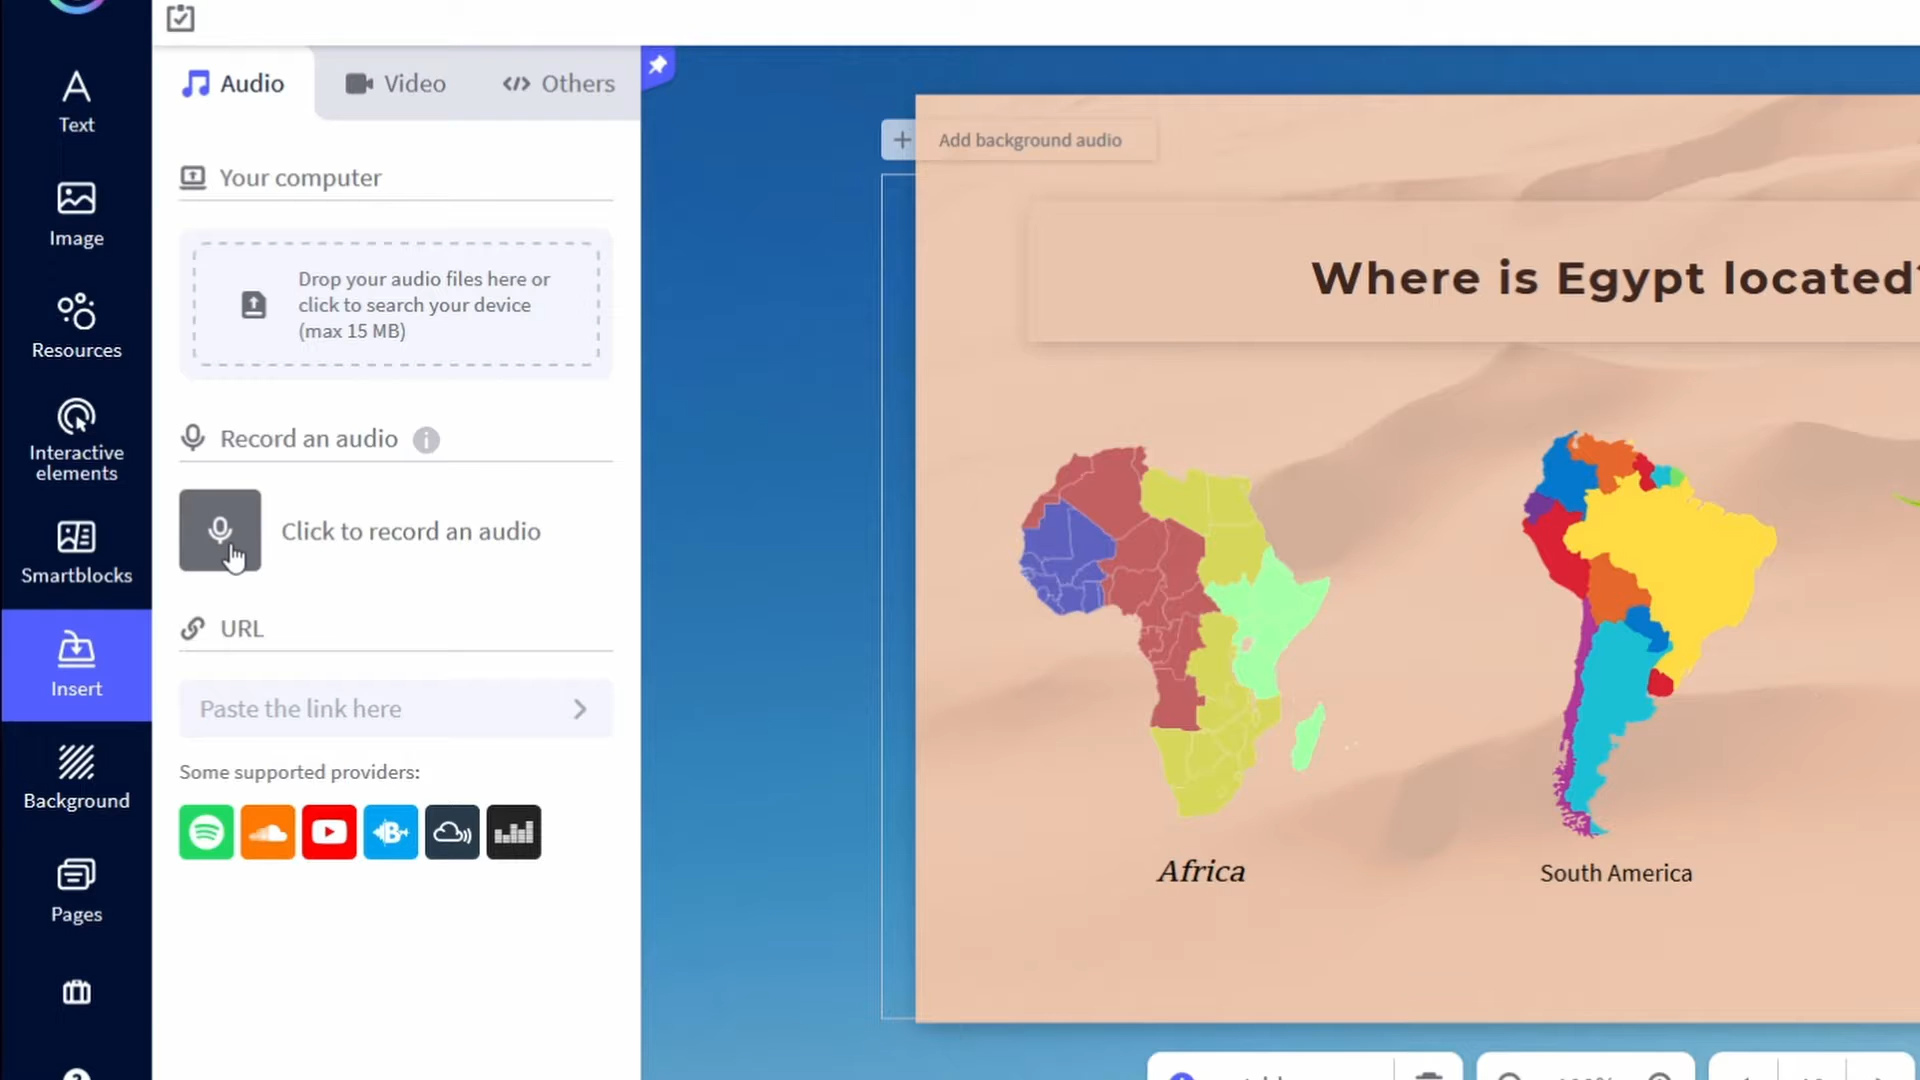 Text
Image
Resources
Interactive
elements
Smartblocks
Insert
Background
Pages
Audio
Video
Others
Your computer
Drop your audio files here or
click to search your device
(max 15 MB)
Record an audio
Click to record an audio
URL
Paste the link here
Some supported providers:
Add background audio
Where is Egypt located?
Africa
South America